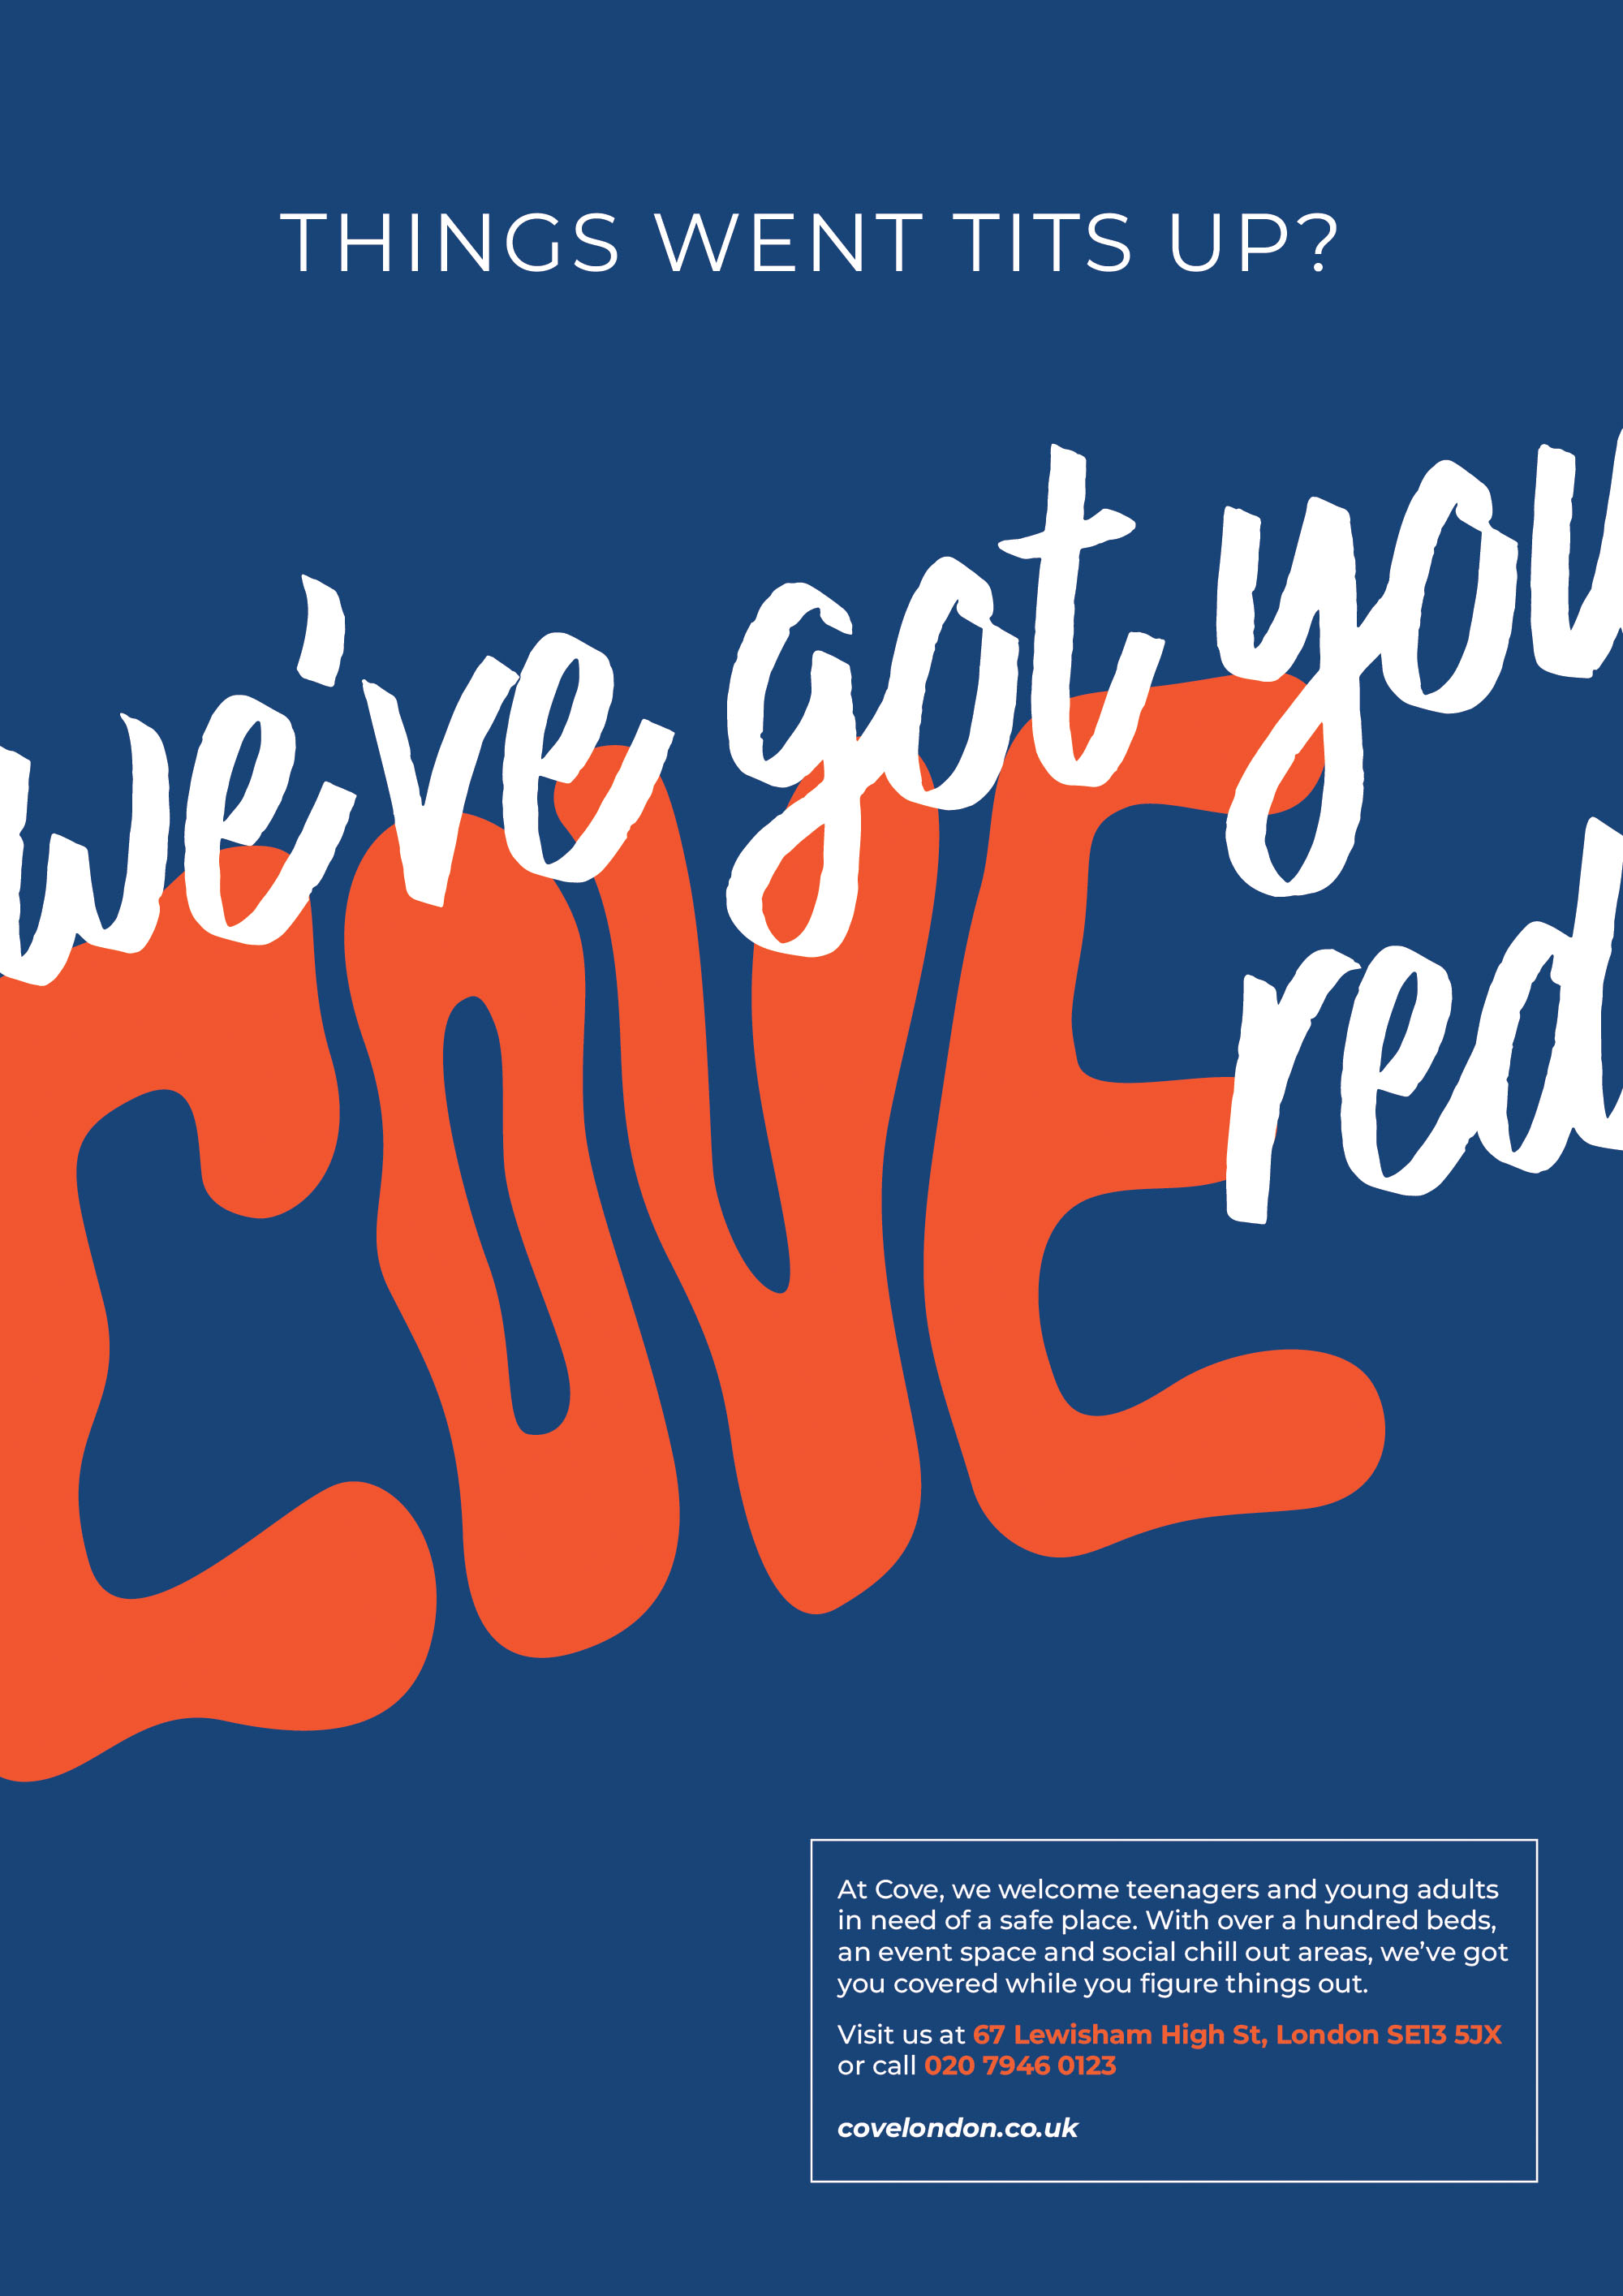 THINGS WENT TITS UP?
we've got you
COVE
red
At Cove, we welcome teenagers and young adults
in need of a safe place. With over a hundred beds,
an event space and social chill out areas, we've got
you covered while you figure things out.
Visit us at 67 Lewisham High St, London SE13 5JX
or call 020 7946 0123
covelondon.co.uk